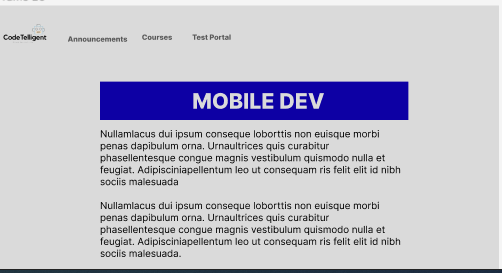 CodeTelligent
Announcements Courses Test Portal
MOBILE DEV
Nullamlacus dui ipsum conseque loborttis non euisque morbi
penas dapibulum orna. Urnaultrices quis curabitur
phasellentesque congue magnis vestibulum quismodo nulla et
feugiat. Adipisciniapellentum leo ut consequam ris felit elit id nibh
sociis malesuada
Nullamlacus dui ipsum conseque loborttis non euisque morbi
penas dapibulum orna. Urnaultrices quis curabitur
phasellentesque congue magnis vestibulum quismodo nulla et
feugiat. Adipisciniapellentum leo ut consequam ris felit elit id nibh
sociis malesuada.